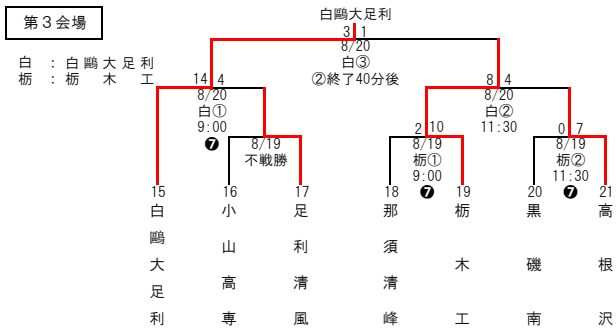 第3会場
白鷗大足利
白 : 白鷗大足利
栃 : 栃木工
3 1
8/20
白③
②終了40分後
14 4
8/20
白①
9:00
❼
8 4
8/20
白②
11:30
8/19
不戦勝
2 10
8/19
栃①
9:00
❼
0 7
8/19
栃②
11:30
❼
15
16
17
18
19
20
21
白鷗大足利
小山高専
足利清風
那須清峰
栃木工
黒磯南
高根沢